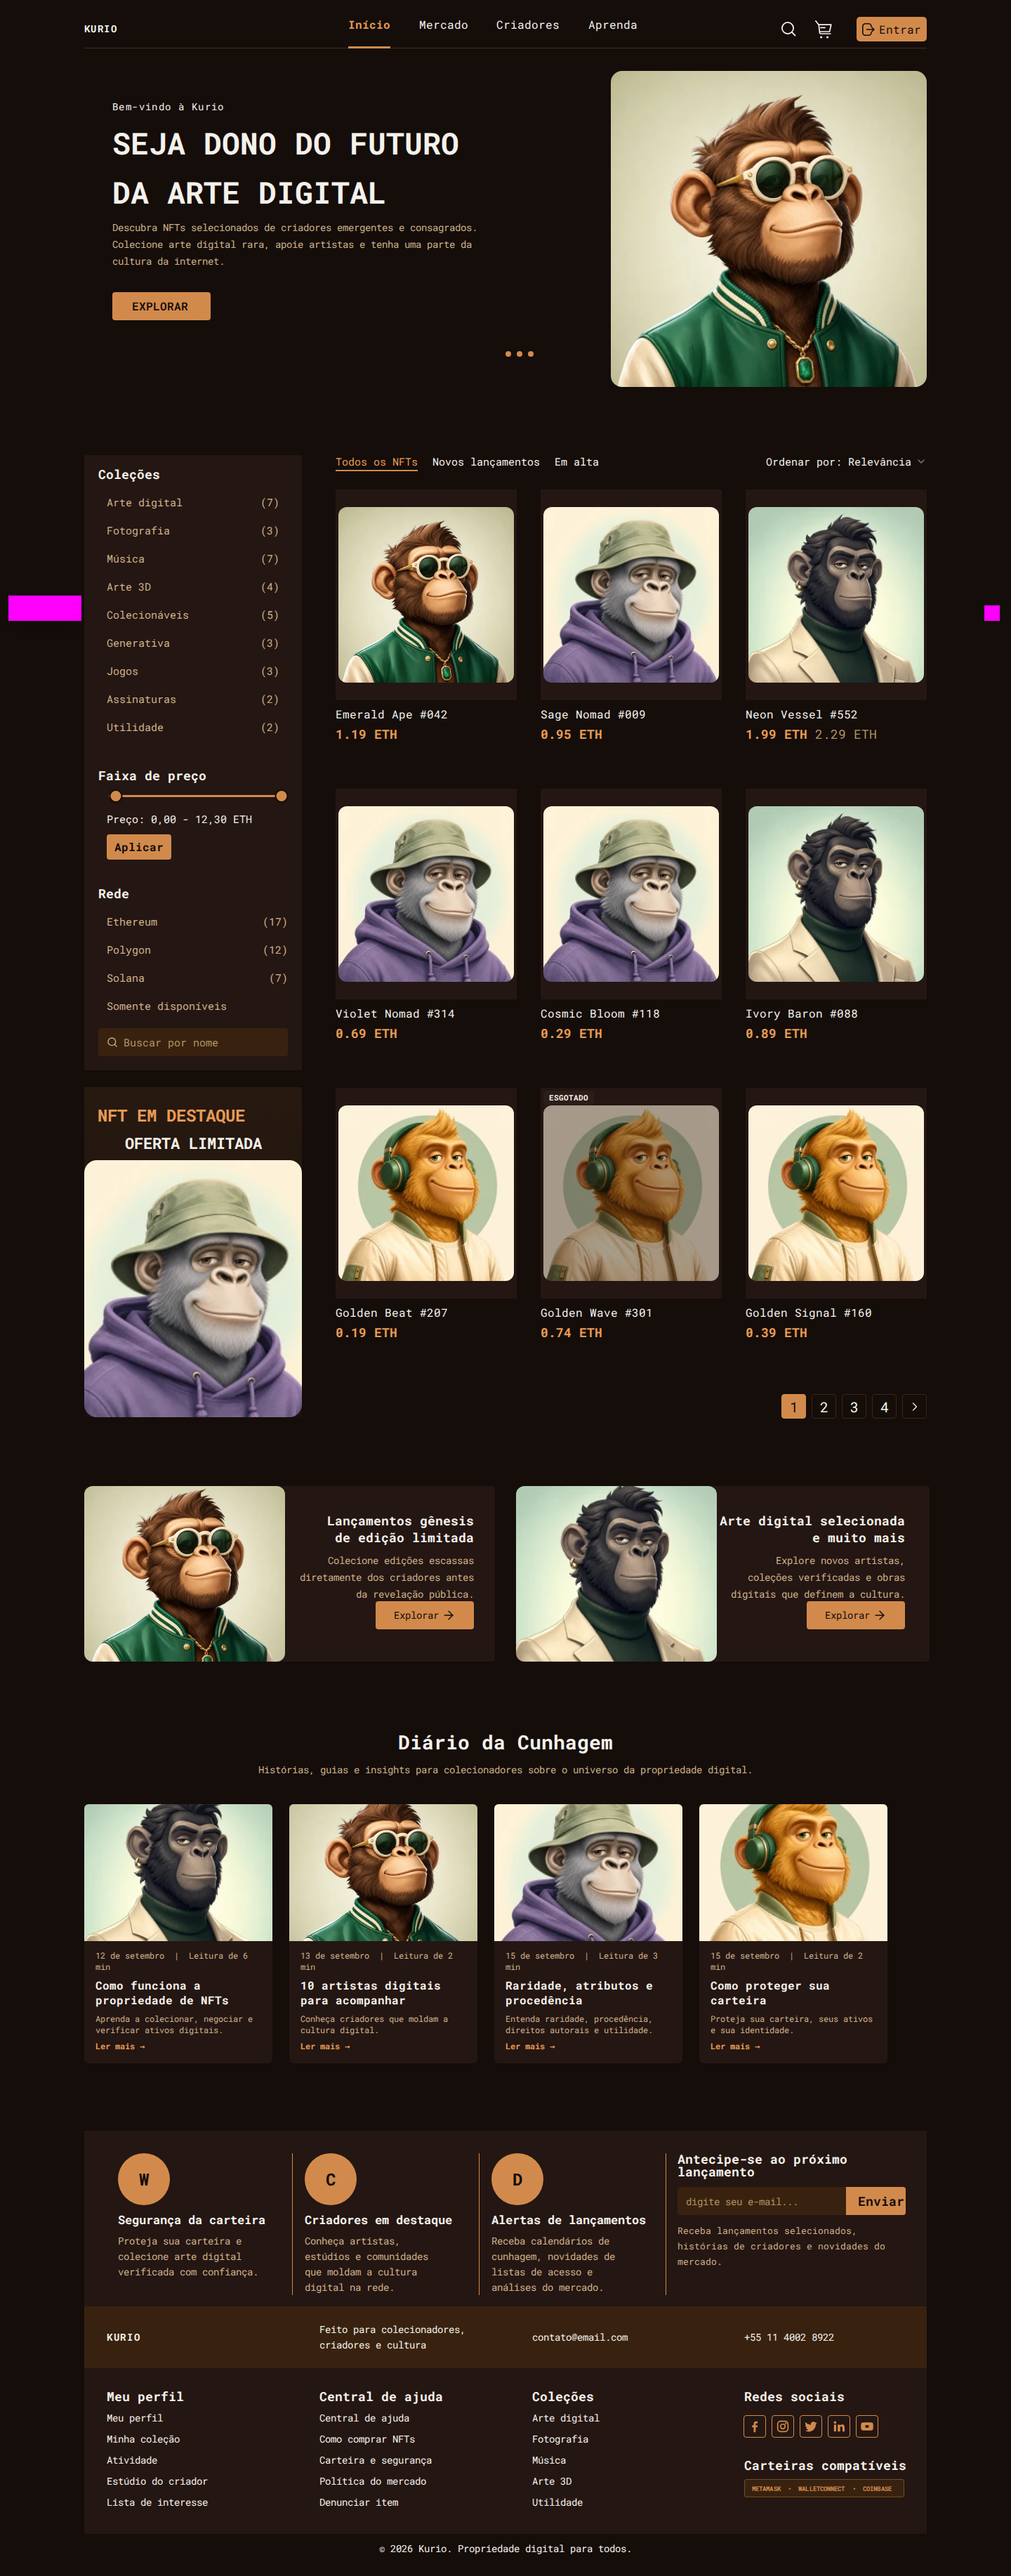 KURIO
Início
Mercado
Criadores
Aprenda
Entrar
Bem-vindo à Kurio
SEJA DONO DO FUTURO
DA ARTE DIGITAL
Descubra NFTs selecionados de criadores emergentes e consagrados.
Colecione arte digital rara, apoie artistas e tenha uma parte da
cultura da internet.
EXPLORAR
Coleções
Arte digital (7)
Fotografia (3)
Música (7)
Arte 3D (4)
Colecionáveis (5)
Generativa (3)
Jogos (3)
Assinaturas (2)
Utilidade (2)
Faixa de preço
Preço: 0,00 - 12,30 ETH
Aplicar
Rede
Ethereum (17)
Polygon (12)
Solana (7)
Somente disponíveis
Buscar por nome
NFT EM DESTAQUE
OFERTA LIMITADA
Todos os NFTs
Novos lançamentos
Em alta
Ordenar por: Relevância
Emerald Ape #042
1.19 ETH
Sage Nomad #009
0.95 ETH
Neon Vessel #552
1.99 ETH 2.29 ETH
Violet Nomad #314
0.69 ETH
Cosmic Bloom #118
0.29 ETH
Ivory Baron #088
0.89 ETH
Golden Beat #207
0.19 ETH
ESGOTADO
Golden Wave #301
0.74 ETH
Golden Signal #160
0.39 ETH
1 2 3 4
Lançamentos gênesis
de edição limitada
Colecione edições escassas
diretamente dos criadores antes
da revelação pública.
Explorar →
Arte digital selecionada
e muito mais
Explore novos artistas,
coleções verificadas e obras
digitais que definem a cultura.
Explorar →
Diário da Cunhagem
Histórias, guias e insights para colecionadores sobre o universo da propriedade digital.
12 de setembro | Leitura de 6
min
Como funciona a
propriedade de NFTs
Aprenda a colecionar, negociar e
verificar ativos digitais.
Ler mais →
13 de setembro | Leitura de 2
min
10 artistas digitais
para acompanhar
Conheça criadores que moldam a
cultura digital.
Ler mais →
15 de setembro | Leitura de 3
min
Raridade, atributos e
procedência
Entenda raridade, procedência,
direitos autorais e utilidade.
Ler mais →
15 de setembro | Leitura de 2
min
Como proteger sua
carteira
Proteja sua carteira, seus ativos
e sua identidade.
Ler mais →
W
Segurança da carteira
Proteja sua carteira e
colecione arte digital
verificada com confiança.
C
Criadores em destaque
Conheça artistas,
estúdios e comunidades
que moldam a cultura
digital na rede.
D
Alertas de lançamentos
Receba calendários de
cunhagem, novidades de
listas de acesso e
análises do mercado.
Antecipe-se ao próximo
lançamento
digite seu e-mail...
Enviar
Receba lançamentos selecionados,
histórias de criadores e novidades do
mercado.
KURIO
Feito para colecionadores,
criadores e cultura
contato@email.com
+55 11 4002 8922
Meu perfil
Meu perfil
Minha coleção
Atividade
Estúdio do criador
Lista de interesse
Central de ajuda
Central de ajuda
Como comprar NFTs
Carteira e segurança
Política do mercado
Denunciar item
Coleções
Arte digital
Fotografia
Música
Arte 3D
Utilidade
Redes sociais
Carteiras compatíveis
METAMASK · WALLETCONNECT · COINBASE
© 2026 Kurio. Propriedade digital para todos.